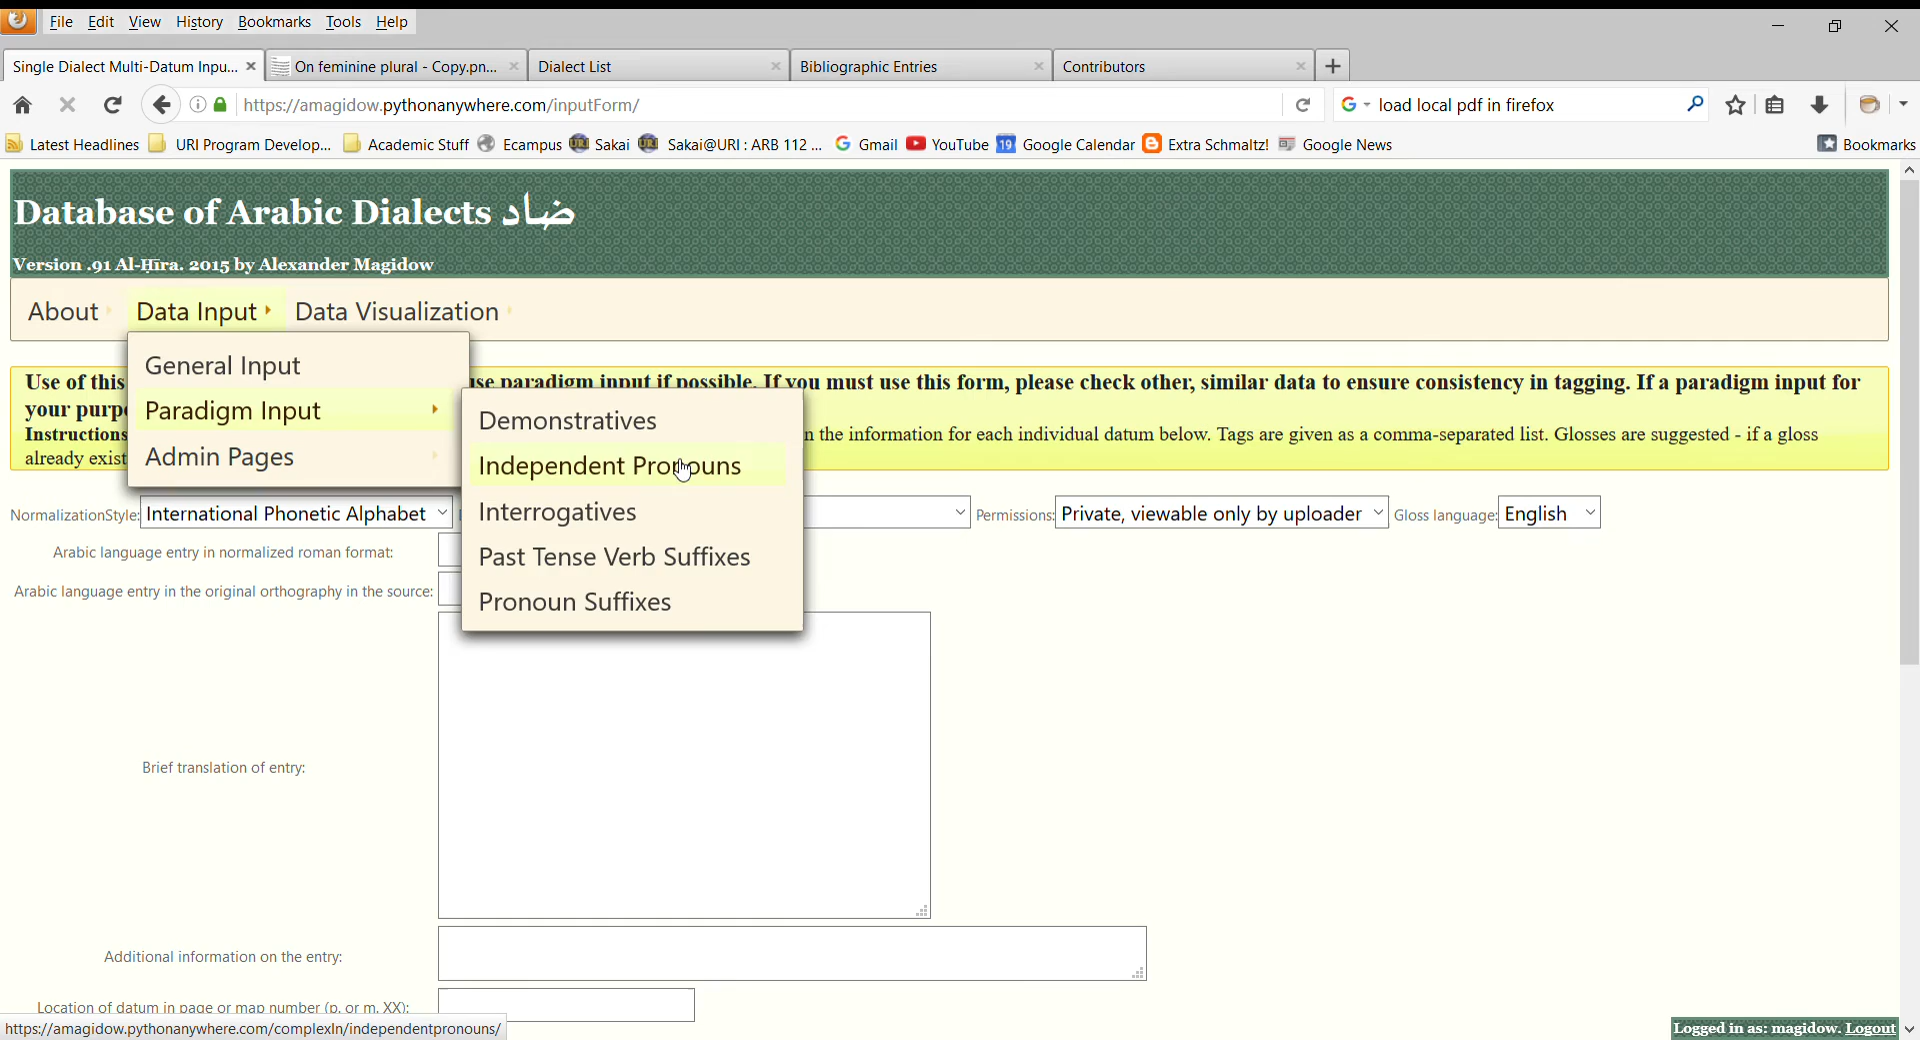 File Edit View History Bookmarks Tools Help
Single Dialect Multi-Datum Inpu... On feminine plural - Copy.pn... Dialect List Bibliographic Entries Contributors
https://amagidow.pythonanywhere.com/inputForm/ load local pdf in firefox
Latest Headlines URI Program Develop... Academic Stuff Ecampus Sakai Sakai@URI : ARB 112 ... Gmail YouTube 19 Google Calendar Extra Schmaltz! Google News Bookmarks
Database of Arabic Dialects ضاد
Version .91 Al-Ḥīra. 2015 by Alexander Magidow
About Data Input Data Visualization
General Input
Paradigm Input
Admin Pages
Demonstratives
Independent Pronouns
Interrogatives
Past Tense Verb Suffixes
Pronoun Suffixes
Use of this use paradigm input if possible. If you must use this form, please check other, similar data to ensure consistency in tagging. If a paradigm input for
your purp
Instructions n the information for each individual datum below. Tags are given as a comma-separated list. Glosses are suggested - if a gloss
already exist
NormalizationStyle: International Phonetic Alphabet Permissions: Private, viewable only by uploader Gloss language: English
Arabic language entry in normalized roman format:
Arabic language entry in the original orthography in the source:
Brief translation of entry:
Additional information on the entry:
Location of datum in page or map number (p. or m. XX):
https://amagidow.pythonanywhere.com/complexIn/independentpronouns/
Logged in as: magidow. Logout